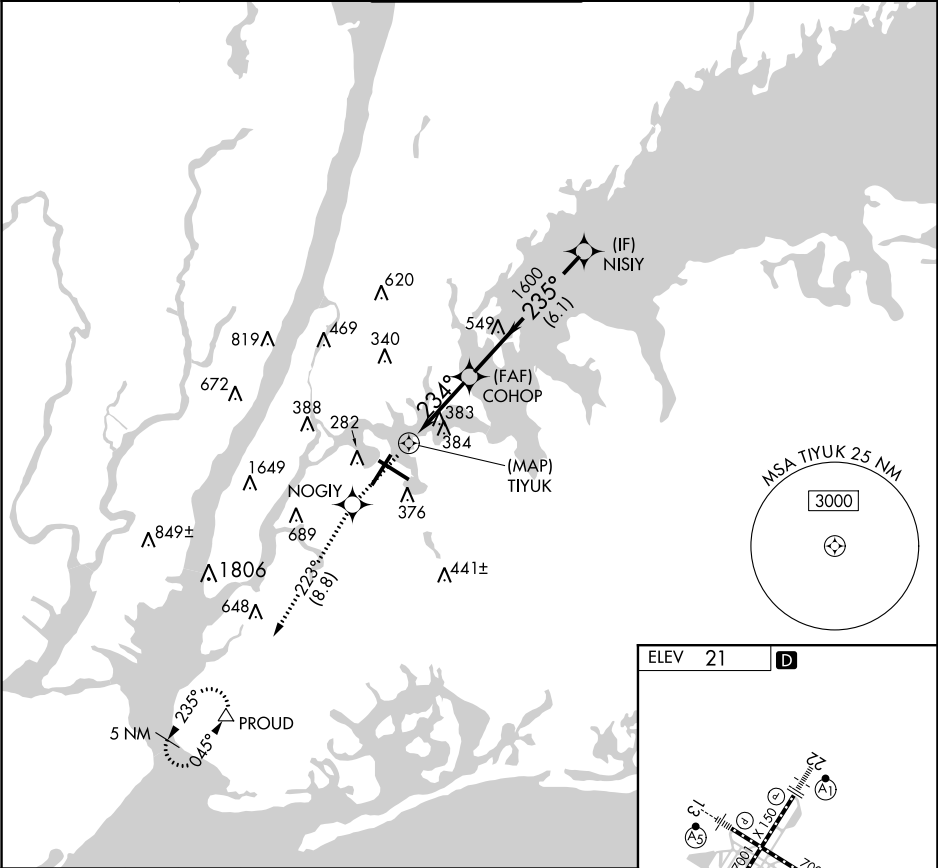 (IF)
NISIY
1600
235°
(6.1)
620
549
819
469
340
672
(FAF)
COHOP
234°
383
384
388
282
(MAP)
TIYUK
MSA TIYUK 25 NM
3000
1649
NOGIY
376
689
849±
1806
441±
223°
(8.8)
648
ELEV 21
D
235°
5 NM
045°
PROUD
22
A1
P
13
P
A5
7001 X 150